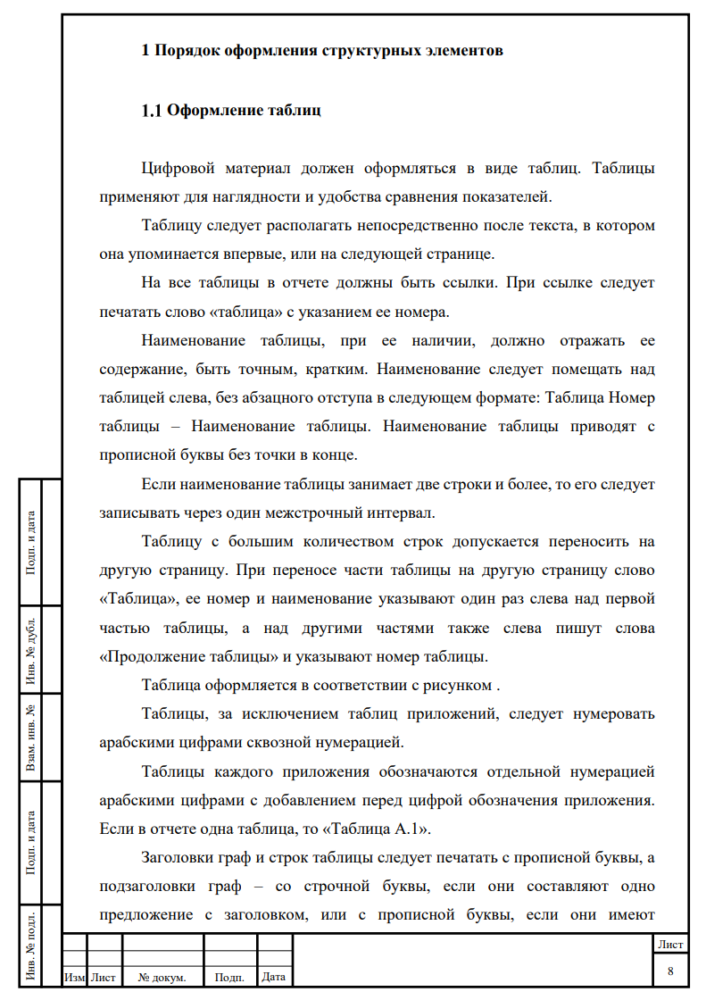 1 Порядок оформления структурных элементов
1.1 Оформление таблиц
Цифровой материал должен оформляться в виде таблиц. Таблицы
применяют для наглядности и удобства сравнения показателей.
Таблицу следует располагать непосредственно после текста, в котором
она упоминается впервые, или на следующей странице.
На все таблицы в отчете должны быть ссылки. При ссылке следует
печатать слово «таблица» с указанием ее номера.
Наименование таблицы, при ее наличии, должно отражать ее
содержание, быть точным, кратким. Наименование следует помещать над
таблицей слева, без абзацного отступа в следующем формате: Таблица Номер
таблицы – Наименование таблицы. Наименование таблицы приводят с
прописной буквы без точки в конце.
Если наименование таблицы занимает две строки и более, то его следует
записывать через один межстрочный интервал.
Таблицу с большим количеством строк допускается переносить на
другую страницу. При переносе части таблицы на другую страницу слово
«Таблица», ее номер и наименование указывают один раз слева над первой
частью таблицы, а над другими частями также слева пишут слова
«Продолжение таблицы» и указывают номер таблицы.
Таблица оформляется в соответствии с рисунком .
Таблицы, за исключением таблиц приложений, следует нумеровать
арабскими цифрами сквозной нумерацией.
Таблицы каждого приложения обозначаются отдельной нумерацией
арабскими цифрами с добавлением перед цифрой обозначения приложения.
Если в отчете одна таблица, то «Таблица А.1».
Заголовки граф и строк таблицы следует печатать с прописной буквы, а
подзаголовки граф – со строчной буквы, если они составляют одно
предложение с заголовком, или с прописной буквы, если они имеют
Подп. и дата
Инв. № дубл.
Взам. инв. №
Подп. и дата
Инв. № подл.
Изм Лист № докум. Подп. Дата
Лист
8